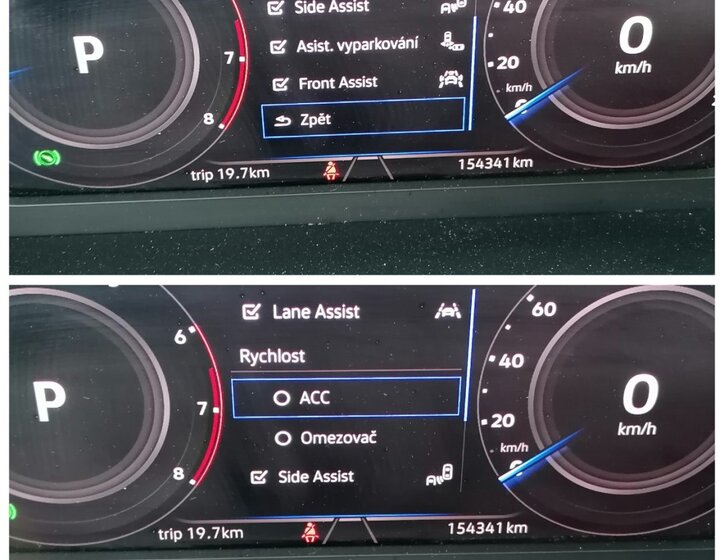 Side Assist
40
P
7
Asist. vyparkování
0
20
km/h
Front Assist
km/h
8
Zpět
trip 19.7km
154341 km
Lane Assist
60
6
Rychlost
40
P
ACC
0
7
20
km/h
Omezovač
km/h
8
Side Assist
trip 19.7km
154341 km